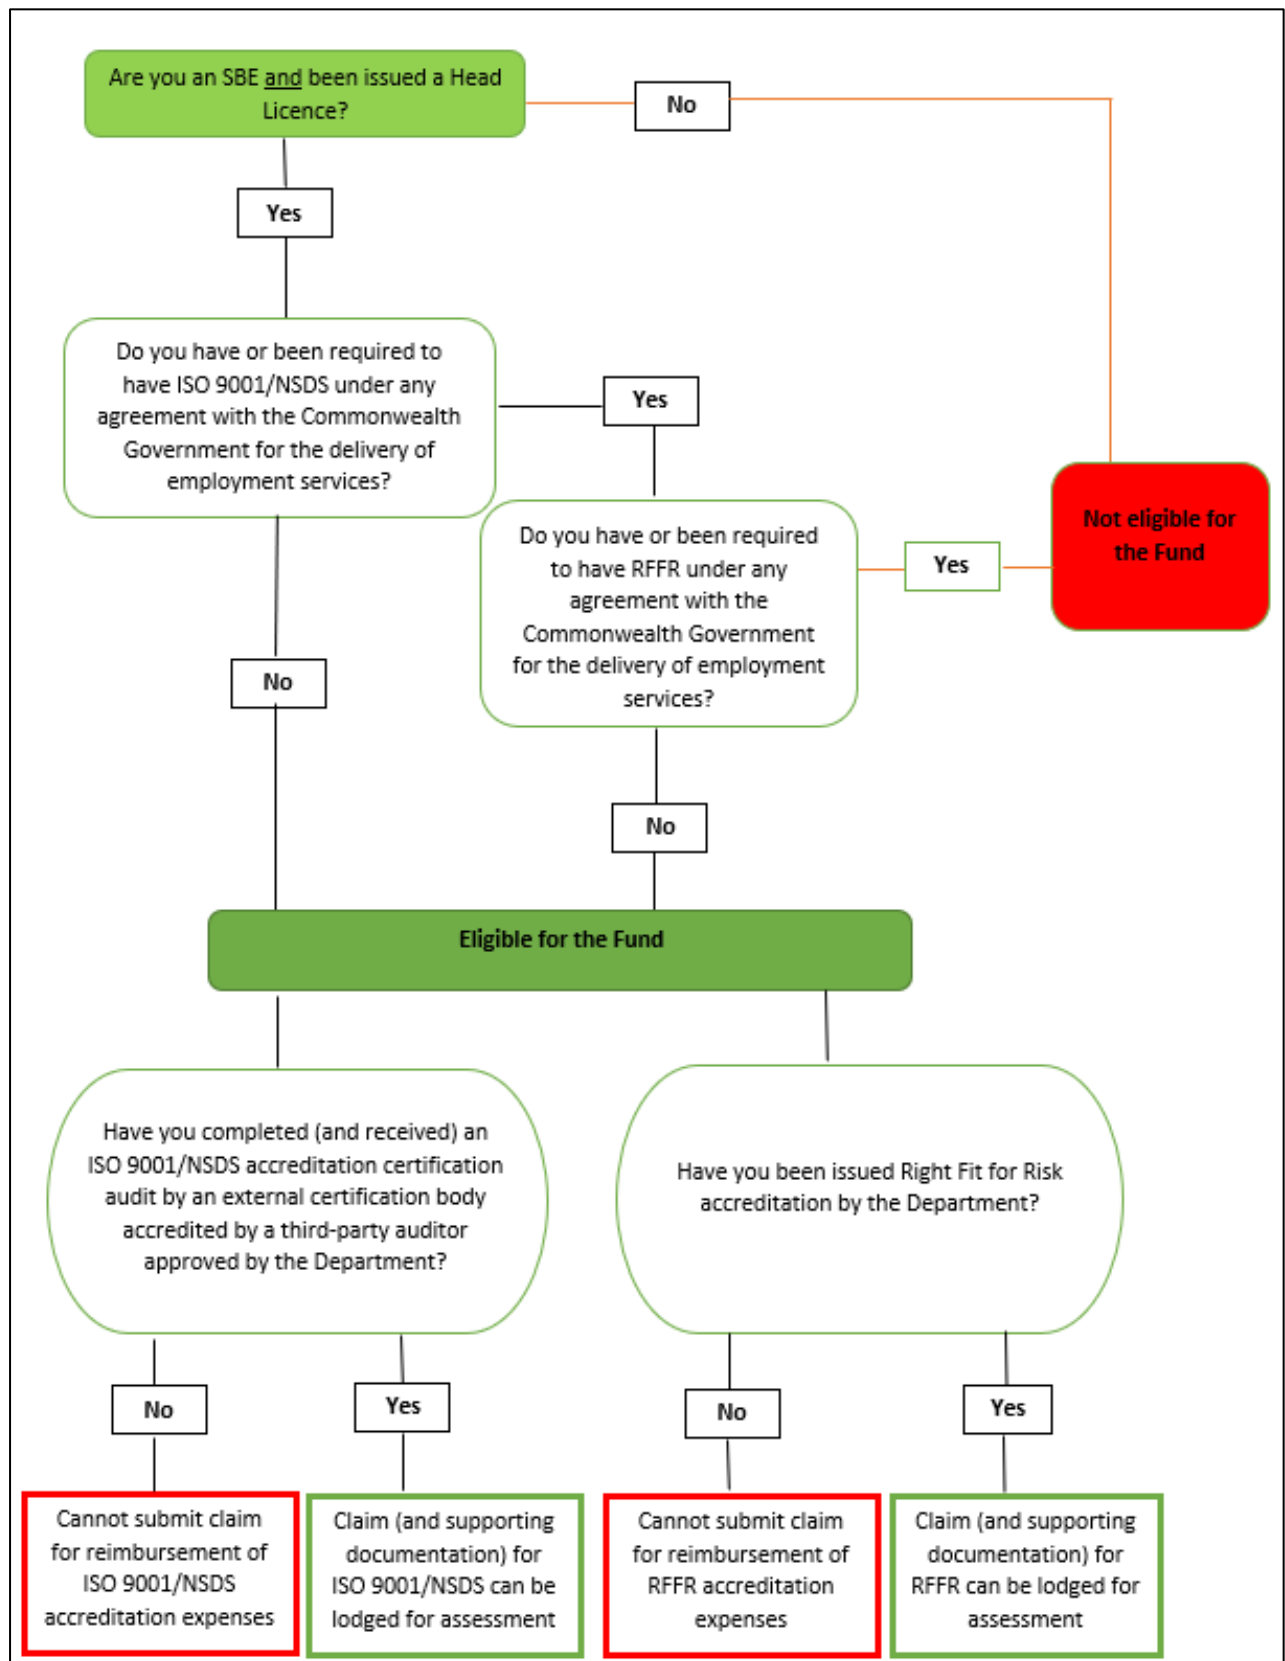 Are you an SBE and been issued a Head
Licence?
No
Yes
Do you have or been required to
have ISO 9001/NSDS under any
agreement with the Commonwealth
Government for the delivery of
employment services?
Yes
Do you have or been required
to have RFFR under any
agreement with the
Commonwealth Government
for the delivery of employment
services?
Yes
Not eligible for
the Fund
No
No
Eligible for the Fund
Have you completed (and received) an
ISO 9001/NSDS accreditation certification
audit by an external certification body
accredited by a third-party auditor
approved by the Department?
Have you been issued Right Fit for Risk
accreditation by the Department?
No
Yes
No
Yes
Cannot submit claim
for reimbursement of
ISO 9001/NSDS
accreditation expenses
Claim (and supporting
documentation) for
ISO 9001/NSDS can be
lodged for assessment
Cannot submit claim
for reimbursement of
RFFR accreditation
expenses
Claim (and supporting
documentation) for
RFFR can be lodged for
assessment